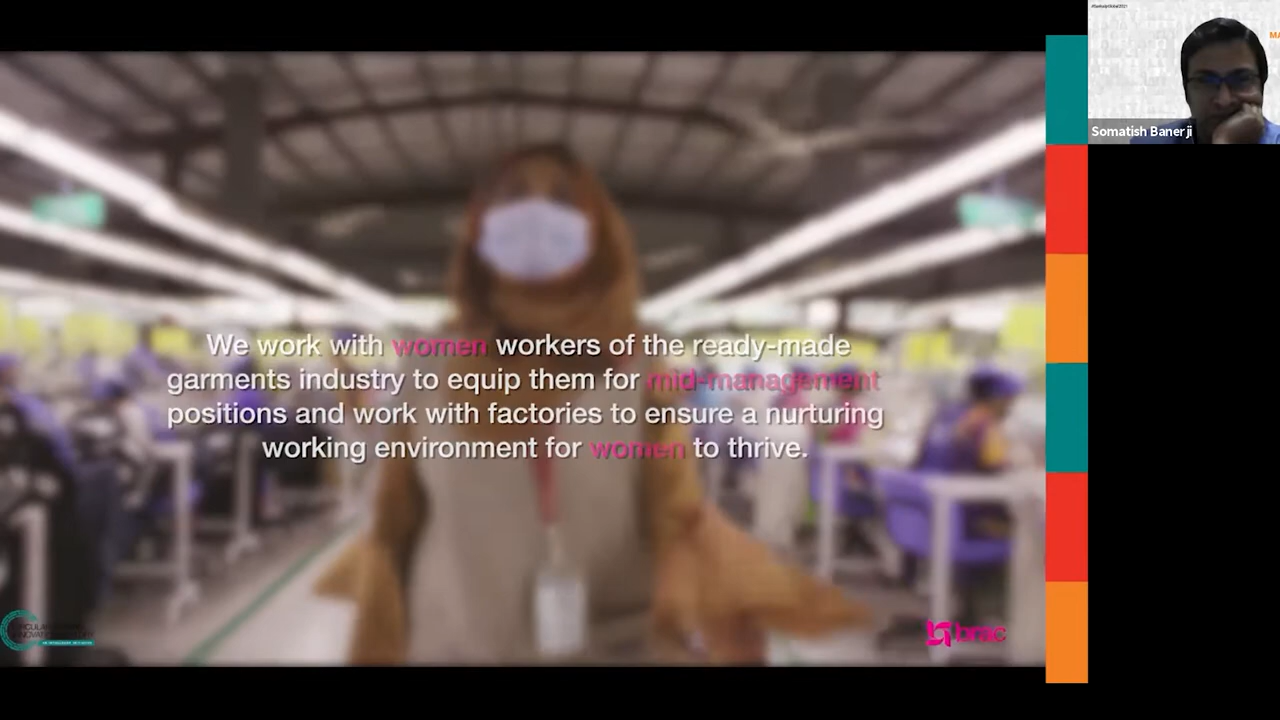 We work with women workers of the ready-made
garments industry to equip them for mid-management
positions and work with factories to ensure a nurturing
working environment for women to thrive.
brac
Somatish Banerji
MA